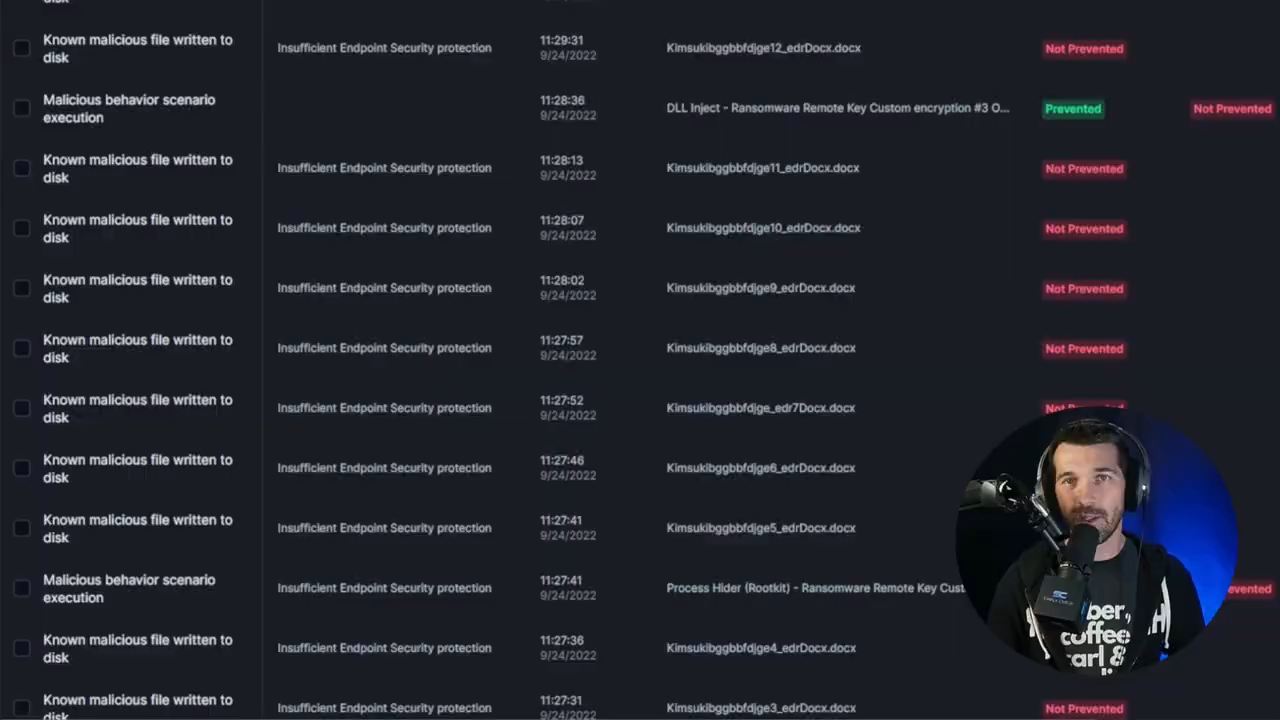 disk
Known malicious file written to
disk
Insufficient Endpoint Security protection
11:29:31
9/24/2022
Kimsukibggbbfdjge12_edrDocx.docx
Not Prevented
Malicious behavior scenario
execution
11:28:36
9/24/2022
DLL Inject - Ransomware Remote Key Custom encryption #3 O...
Prevented
Not Prevented
Known malicious file written to
disk
Insufficient Endpoint Security protection
11:28:13
9/24/2022
Kimsukibggbbfdjge11_edrDocx.docx
Not Prevented
Known malicious file written to
disk
Insufficient Endpoint Security protection
11:28:07
9/24/2022
Kimsukibggbbfdjge10_edrDocx.docx
Not Prevented
Known malicious file written to
disk
Insufficient Endpoint Security protection
11:28:02
9/24/2022
Kimsukibggbbfdjge9_edrDocx.docx
Not Prevented
Known malicious file written to
disk
Insufficient Endpoint Security protection
11:27:57
9/24/2022
Kimsukibggbbfdjge8_edrDocx.docx
Not Prevented
Known malicious file written to
disk
Insufficient Endpoint Security protection
11:27:52
9/24/2022
Kimsukibggbbfdjge_edr7Docx.docx
Not Prevented
Known malicious file written to
disk
Insufficient Endpoint Security protection
11:27:46
9/24/2022
Kimsukibggbbfdjge6_edrDocx.docx
Known malicious file written to
disk
Insufficient Endpoint Security protection
11:27:41
9/24/2022
Kimsukibggbbfdjge5_edrDocx.docx
Malicious behavior scenario
execution
Insufficient Endpoint Security protection
11:27:41
9/24/2022
Process Hider (Rootkit) - Ransomware Remote Key Cust
evented
Known malicious file written to
disk
Insufficient Endpoint Security protection
11:27:36
9/24/2022
Kimsukibggbbfdjge4_edrDocx.docx
Known malicious file written to
disk
Insufficient Endpoint Security protection
11:27:31
9/24/2022
Kimsukibggbbfdjge3_edrDocx.docx
Not Prevented
SC
ber,
coffee
carl &